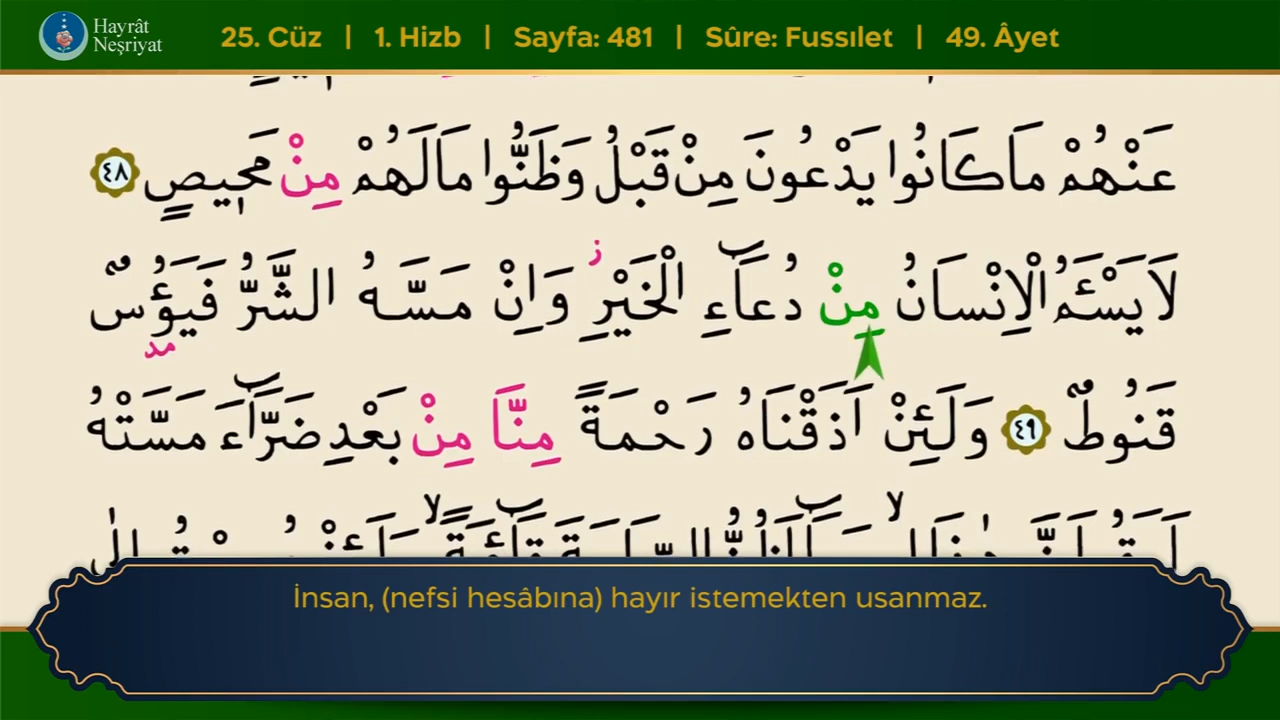 Hayrât
Neşriyat
25. Cüz | 1. Hizb | Sayfa: 481 | Sûre: Fussılet | 49. Âyet
عَنْهُمْ مَا كَانُوا يَدْعُونَ مِنْ قَبْلُ وَظَنُّوا مَا لَهُمْ مِنْ مَحٖيصٍ ٤٨
لَا يَسْـَٔمُ الْاِنْسَانُ مِنْ دُعَٓاءِ الْخَيْرِ ز وَاِنْ مَسَّهُ الشَّرُّ فَيَؤُسٌ
مد
قَنُوطٌ ٤٩ وَلَئِنْ اَذَقْنَاهُ رَحْمَةً مِنَّا مِنْ بَعْدِ ضَرَّٓاءَ مَسَّتْهُ
İnsan, (nefsi hesâbına) hayır istemekten usanmaz.